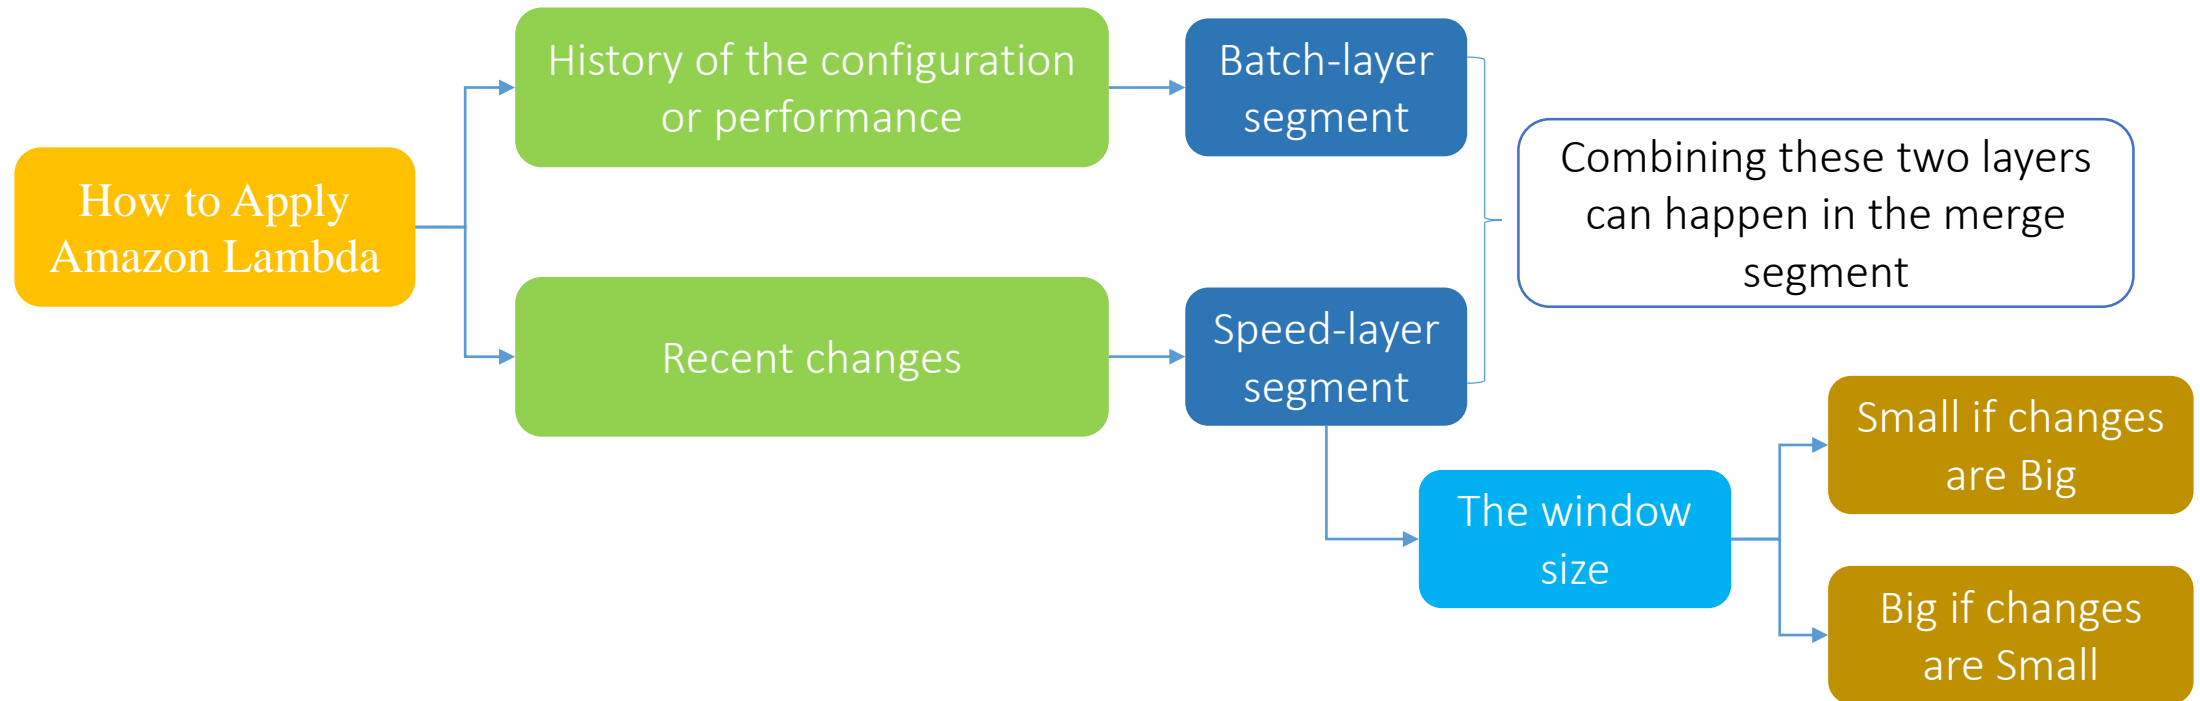 How to Apply
Amazon Lambda
History of the configuration
or performance
Batch-layer
segment
Combining these two layers
can happen in the merge
segment
Recent changes
Speed-layer
segment
The window
size
Small if changes
are Big
Big if changes
are Small